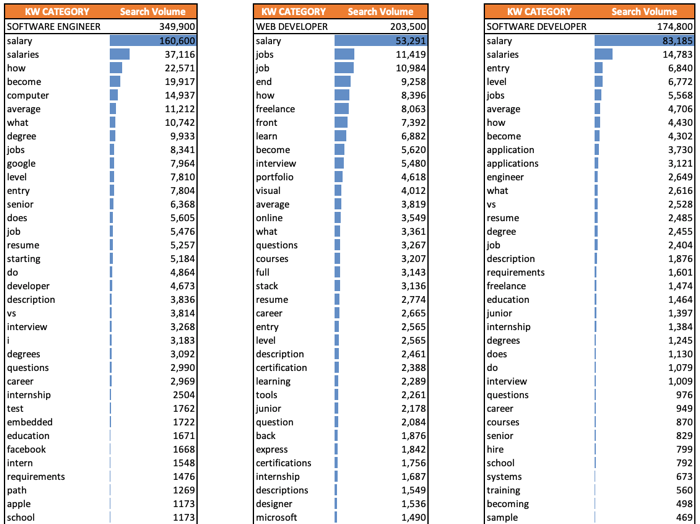 KW CATEGORY Search Volume
SOFTWARE ENGINEER 349,900
salary 160,600
salaries 37,116
how 22,571
become 19,917
computer 14,937
average 11,212
what 10,742
degree 9,933
jobs 8,341
google 7,964
level 7,810
entry 7,804
senior 6,368
does 5,605
job 5,476
resume 5,257
starting 5,184
do 4,864
developer 4,673
description 3,836
vs 3,814
interview 3,268
i 3,183
degrees 3,092
questions 2,990
career 2,969
internship 2504
test 1762
embedded 1722
education 1671
facebook 1668
intern 1548
requirements 1476
path 1269
apple 1173
school 1173
KW CATEGORY Search Volume
WEB DEVELOPER 203,500
salary 53,291
jobs 11,419
job 10,984
end 9,258
how 8,396
freelance 8,063
front 7,392
learn 6,882
become 5,620
interview 5,480
portfolio 4,618
visual 4,012
average 3,819
online 3,549
what 3,361
questions 3,267
courses 3,207
full 3,143
stack 3,136
resume 2,774
career 2,665
entry 2,565
level 2,565
description 2,461
certification 2,388
learning 2,289
tools 2,261
junior 2,178
question 2,084
back 1,876
express 1,842
certifications 1,756
internship 1,687
descriptions 1,549
designer 1,536
microsoft 1,490
KW CATEGORY Search Volume
SOFTWARE DEVELOPER 174,800
salary 83,185
salaries 14,783
entry 6,840
level 6,772
jobs 5,568
average 4,706
how 4,430
become 4,302
application 3,730
applications 3,121
engineer 2,649
what 2,616
vs 2,528
resume 2,485
degree 2,455
job 2,404
description 1,876
requirements 1,601
freelance 1,474
education 1,464
junior 1,397
internship 1,384
degrees 1,245
does 1,130
do 1,079
interview 1,009
questions 976
career 949
courses 870
senior 829
hire 799
school 792
systems 673
training 560
becoming 498
sample 469